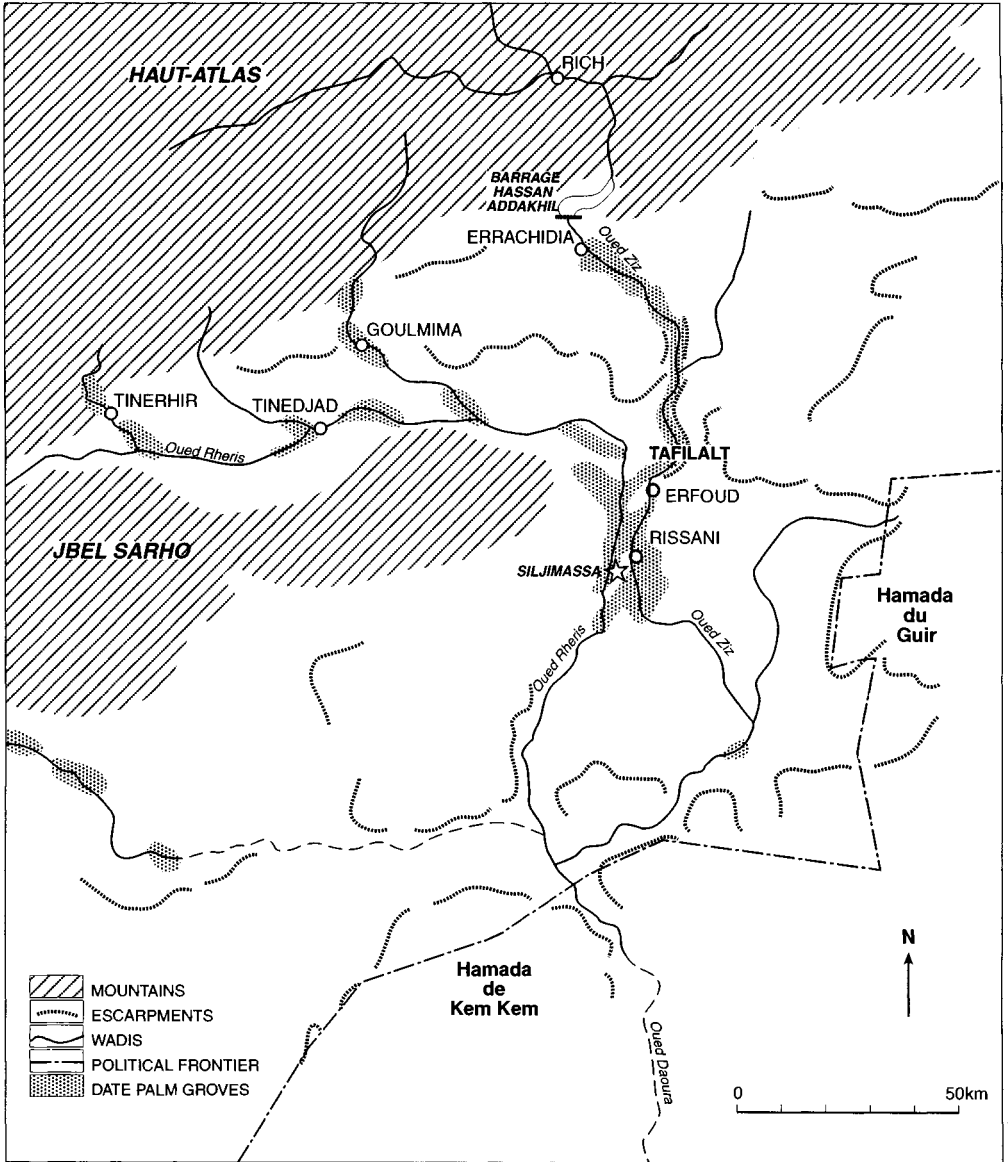 HAUT-ATLAS
RICH
BARRAGE
HASSAN
ADDAKHIL
ERRACHIDIA
Oued Ziz
GOULMIMA
TINERHIR
TINEDJAD
Oued Rheris
TAFILALT
ERFOUD
RISSANI
JBEL SARHO
SILJIMASSA
Hamada
du
Guir
Oued Rheris
Oued Ziz
N
Hamada
de
Kem Kem
MOUNTAINS
ESCARPMENTS
WADIS
POLITICAL FRONTIER
DATE PALM GROVES
Oued Daoura
0 50km